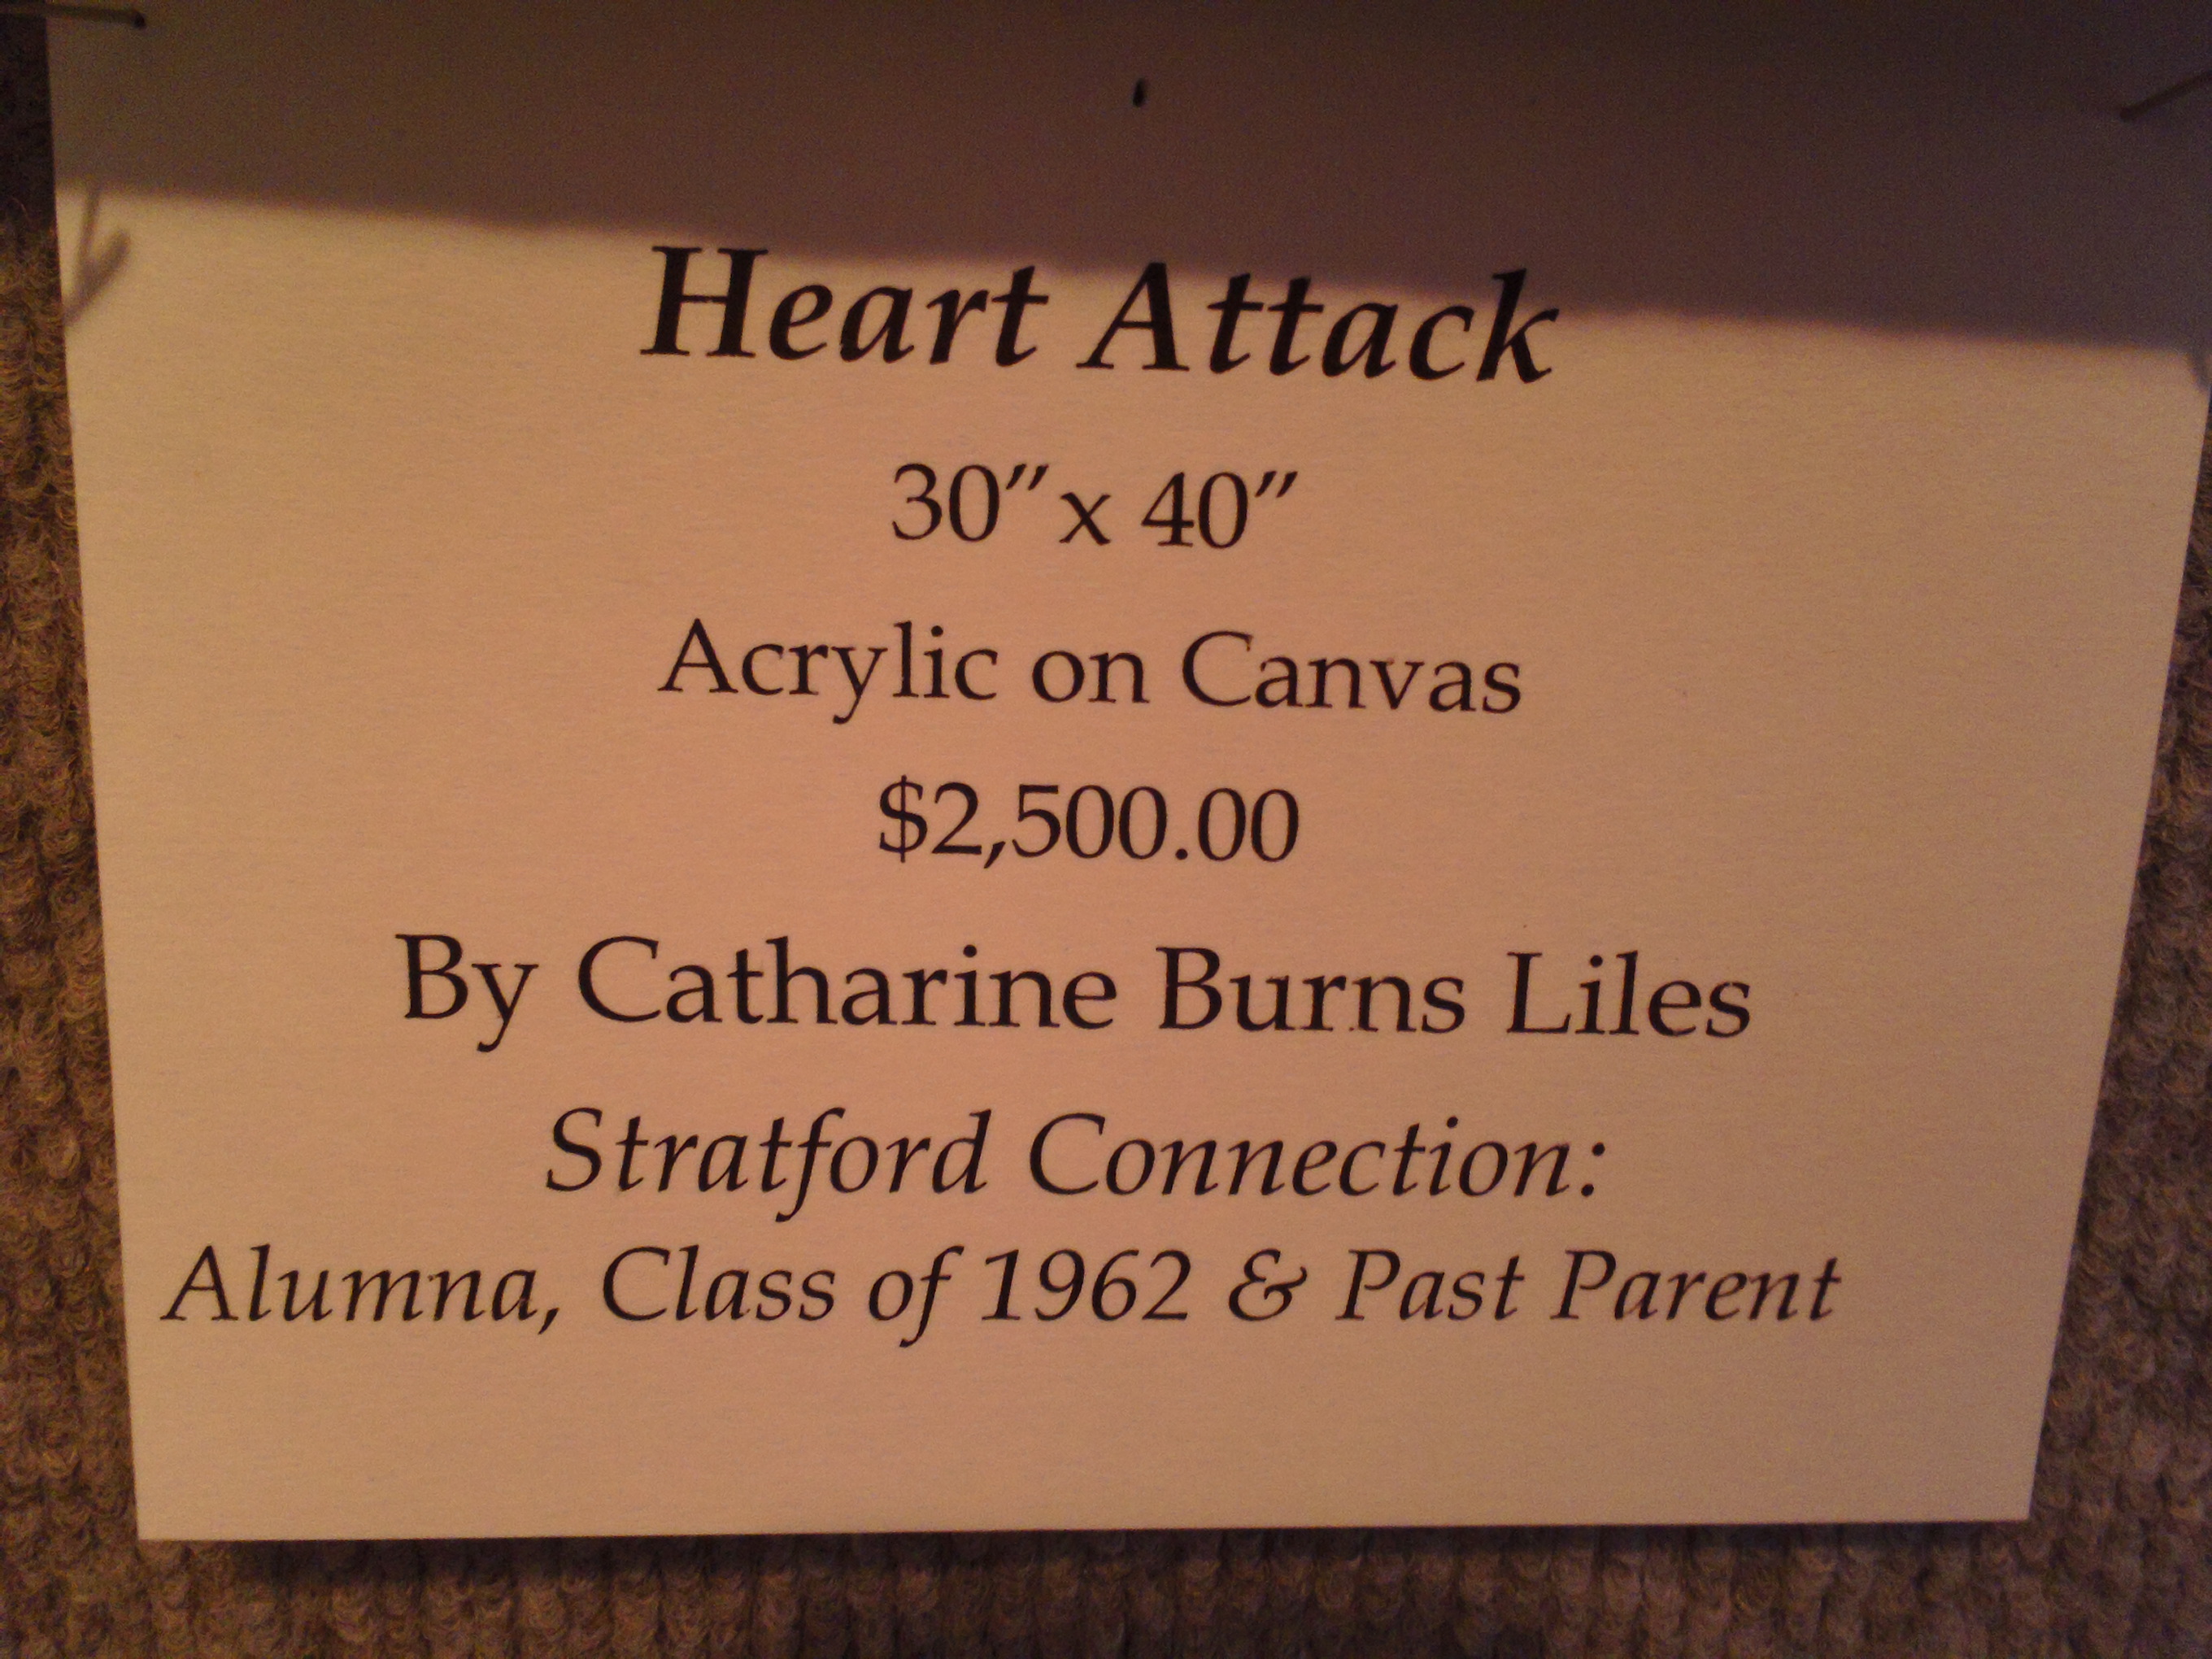 Heart Attack
30″x 40″
Acrylic on Canvas
$2,500.00
By Catharine Burns Liles
Stratford Connection:
Alumna, Class of 1962 & Past Parent